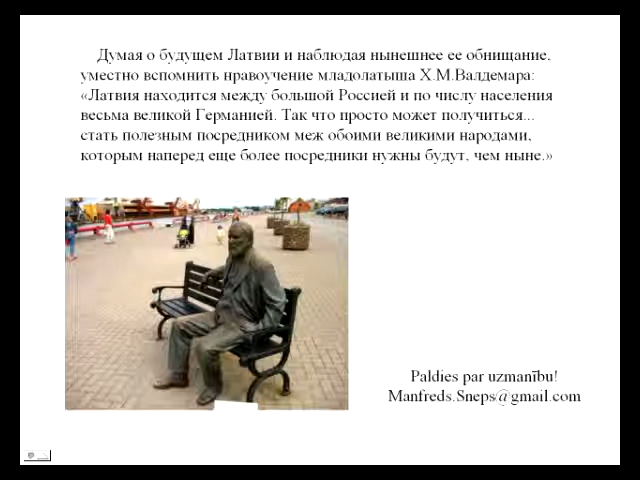 Думая о будущем Латвии и наблюдая нынешнее ее обнищание,
уместно вспомнить нравоучение младолатыша Х.М.Валдемара:
«Латвия находится между большой Россией и по числу населения
весьма великой Германией. Так что просто может получиться...
стать полезным посредником меж обоими великими народами,
которым наперед еще более посредники нужны будут, чем ныне.»
Paldies par uzmanību!
Manfreds.Sneps@gmail.com